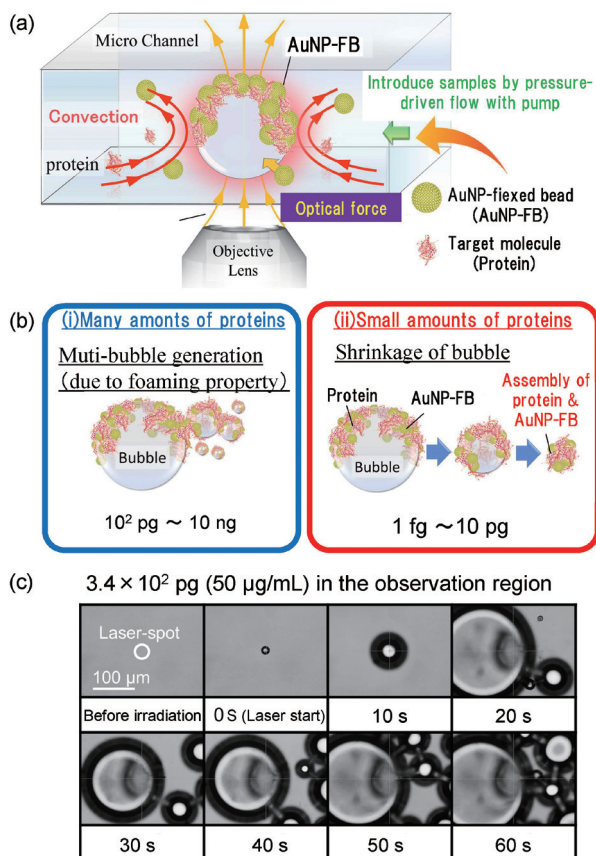 (a)
Micro Channel
AuNP-FB
Convection
protein
Introduce samples by pressure-
driven flow with pump
Optical force
Objective
Lens
AuNP-fiexed bead
(AuNP-FB)
Target molecule
(Protein)
(b)
(i)Many amonts of proteins
Muti-bubble generation
(due to foaming property)
Bubble
10² pg ~ 10 ng
(ii)Small amounts of proteins
Shrinkage of bubble
Protein
AuNP-FB
Bubble
Assembly of
protein &
AuNP-FB
1 fg ~ 10 pg
(c)
3.4 × 10² pg (50 µg/mL) in the observation region
Laser-spot
100 µm
Before irradiation
0 S (Laser start)
10 s
20 s
30 s
40 s
50 s
60 s